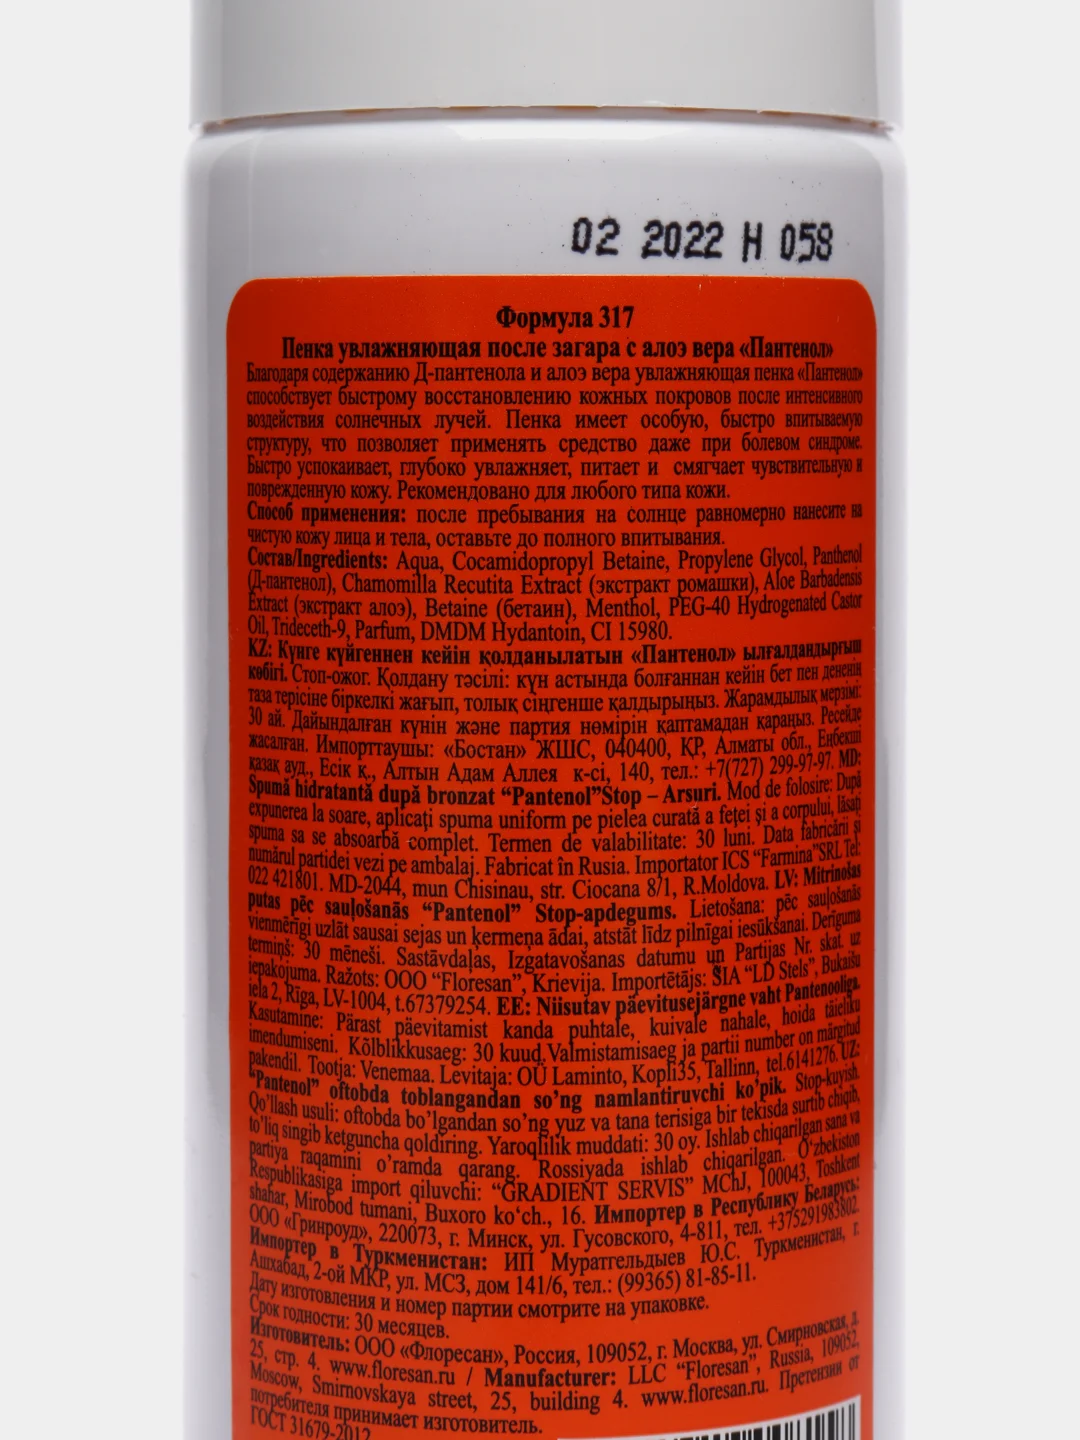 02 2022 Н 058
Формула 317
Пенка увлажняющая после загара с алоэ вера «Пантенол»
Благодаря содержанию Д-пантенола и алоэ вера увлажняющая пенка «Пантенол»
способствует быстрому восстановлению кожных покровов после интенсивного
воздействия солнечных лучей. Пенка имеет особую, быстро впитываемую
структуру, что позволяет применять средство даже при болевом синдроме.
Быстро успокаивает, глубоко увлажняет, питает и смягчает чувствительную и
поврежденную кожу. Рекомендовано для любого типа кожи.
Способ применения: после пребывания на солнце равномерно нанесите на
чистую кожу лица и тела, оставьте до полного впитывания.
Состав/Ingredients: Aqua, Cocamidopropyl Betaine, Propylene Glycol, Panthenol
(Д-пантенол), Chamomilla Recutita Extract (экстракт ромашки), Aloe Barbadensis
Extract (экстракт алоэ), Betaine (бетаин), Menthol, PEG-40 Hydrogenated Castor
Oil, Trideceth-9, Parfum, DMDM Hydantoin, CI 15980.
KZ: Күнге күйгеннен кейін қолданылатын «Пантенол» ылғалдандырғыш
көбігі. Стоп-ожог. Қолдану тәсілі: күн астында болғаннан кейін бет пен дененің
таза терісіне біркелкі жағып, толық сіңгенше қалдырыңыз. Жарамдылық мерзімі:
30 ай. Дайындалған күнін және партия нөмірін қаптамадан қараңыз. Ресейде
жасалған. Импорттаушы: «Бостан» ЖШС, 040400, ҚР, Алматы обл., Еңбекші
қазақ ауд., Есік қ., Алтын Адам Аллея к-сі, 140, тел.: +7(727) 299-97-97. MD:
Spumă hidratantă după bronzat “Pantenol”Stop – Arsuri. Mod de folosire: După
expunerea la soare, aplicaţi spuma uniform pe pielea curată a feţei şi a corpului, lăsaţi
spuma sa se absoarbă complet. Termen de valabilitate: 30 luni. Data fabricării şi
numărul partidei vezi pe ambalaj. Fabricat în Rusia. Importator ICS “Farmina”SRL Tel:
022 421801. MD-2044, mun Chisinau, str. Ciocana 8/1, R.Moldova. LV: Mitrinošas
putas pēc sauļošanās “Pantenol” Stop-apdegums. Lietošana: pēc sauļošanās
vienmērīgi uzlāt sausai sejas un ķermeņa ādai, atstāt līdz pilnīgai iesūkšanai. Derīguma
termiņš: 30 mēneši. Sastāvdaļas, Izgatavošanas datumu un Partijas Nr. skat. uz
iepakojuma. Ražots: OOO “Floresan”, Krievija. Importētājs: SIA “LD Stels”, Bukaišu
iela 2, Rīga, LV-1004, t.67379254. EE: Niisutav päevitusejärgne vaht Pantenooliga.
Kasutamine: Pärast päevitamist kanda puhtale, kuivale nahale, hoida täieliku
imendumiseni. Kõlblikkusaeg: 30 kuud.Valmistamisaeg ja partii number on märgitud
pakendil. Tootja: Venemaa. Levitaja: OÜ Laminto, Kopli35, Tallinn, tel.6141276. UZ:
“Pantenol” oftobda toblangandan so’ng namlantiruvchi ko’pik. Stop-kuyish.
Qo’llash usuli: oftobda bo’lgandan so’ng yuz va tana terisiga bir tekisda surtib chiqib,
to’liq singib ketguncha qoldiring. Yaroqlilik muddati: 30 oy. Ishlab chiqarilgan sana va
partiya raqamini o’ramda qarang. Rossiyada ishlab chiqarilgan. O‘zbekiston
Respublikasiga import qiluvchi: “GRADIENT SERVIS” MChJ, 100043, Toshkent
shahar, Mirobod tumani, Buxoro ko‘ch., 16. Импортер в Республику Беларусь:
ООО «Гринроуд», 220073, г. Минск, ул. Гусовского, 4-811, тел. +375291983802.
Импортер в Туркменистан: ИП Муратгельдыев Ю.С. Туркменистан, г.
Ашхабад, 2-ой МКР, ул. МСЗ, дом 141/6, тел.: (99365) 81-85-11.
Дату изготовления и номер партии смотрите на упаковке.
Срок годности: 30 месяцев.
Изготовитель: ООО «Флоресан», Россия, 109052, г. Москва, ул. Смирновская, д.
25, стр. 4. www.floresan.ru / Manufacturer: LLC “Floresan”, Russia, 109052,
Moscow, Smirnovskaya street, 25, building 4. www.floresan.ru. Претензии от
потребителя принимает изготовитель.
ГОСТ 31679-2012